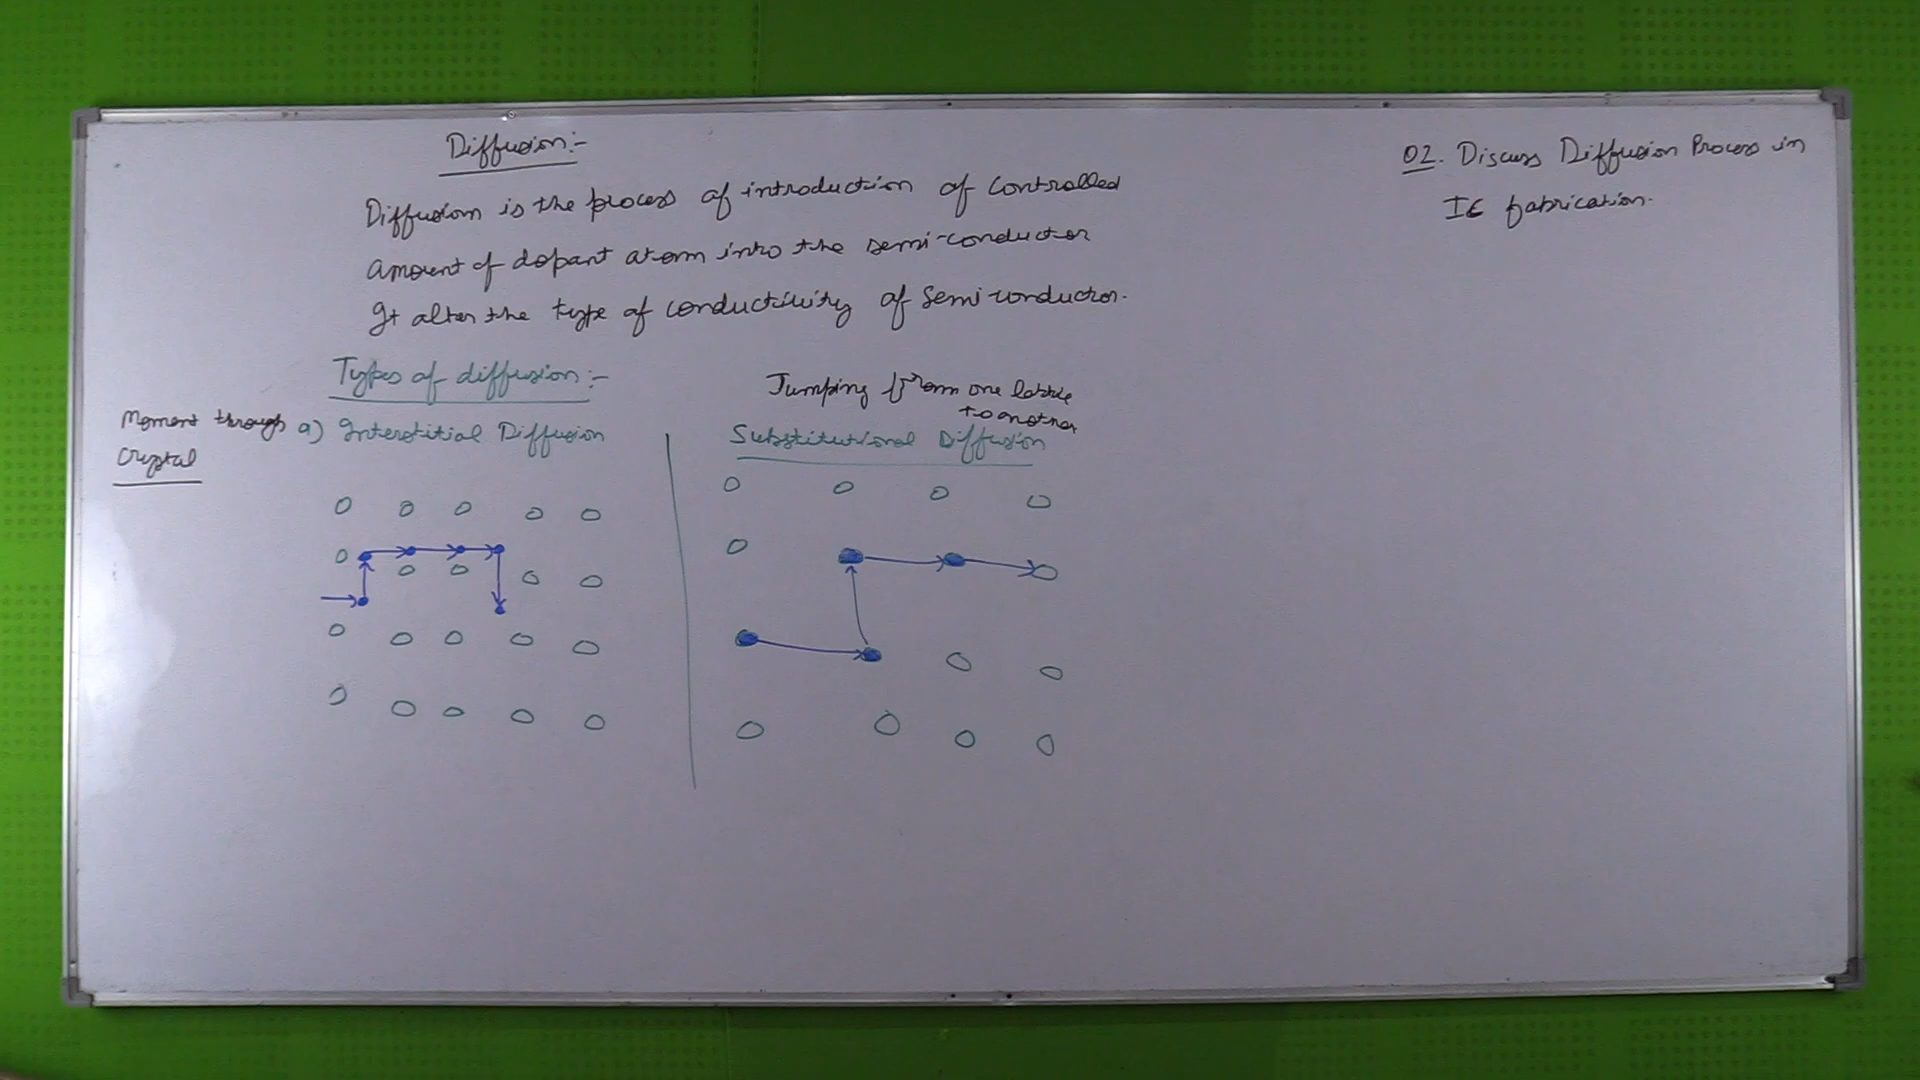 Diffusion:-
Diffusion is the process of introduction of controlled
amount of dopant atom into the semi-conductor
It alter the type of conductivity of semiconductor.
Types of diffusion:-
Moment through
Crystal
a) Interstitial Diffusion
Jumping from one lattice
to another
Substitutional Diffusion
Q2. Discuss Diffusion Process in
IC fabrication.